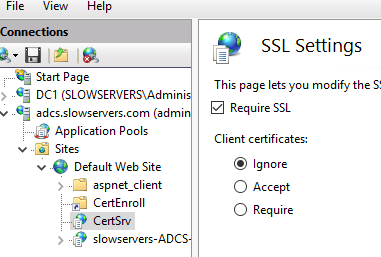 File View Help
Connections
Start Page
DC1 (SLOWSERVERS\Adminis
adcs.slowservers.com (admin
Application Pools
Sites
Default Web Site
aspnet_client
CertEnroll
CertSrv
slowservers-ADCS-
SSL Settings
This page lets you modify the SS
Require SSL
Client certificates:
Ignore
Accept
Require